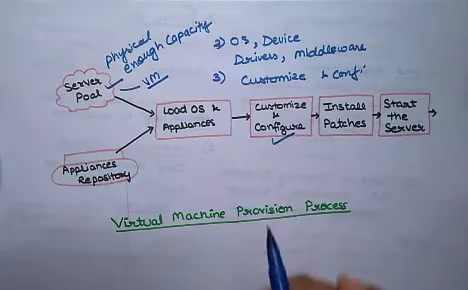 Physical
enough capacity
VM
2) OS, Device
Drivers, Middleware
3) Customize & confi
Server
Pool
Load OS &
Appliances
Customize
&
Configure
Install
Patches
Start
the
Server
Appliances
Repository
Virtual Machine Provision Process